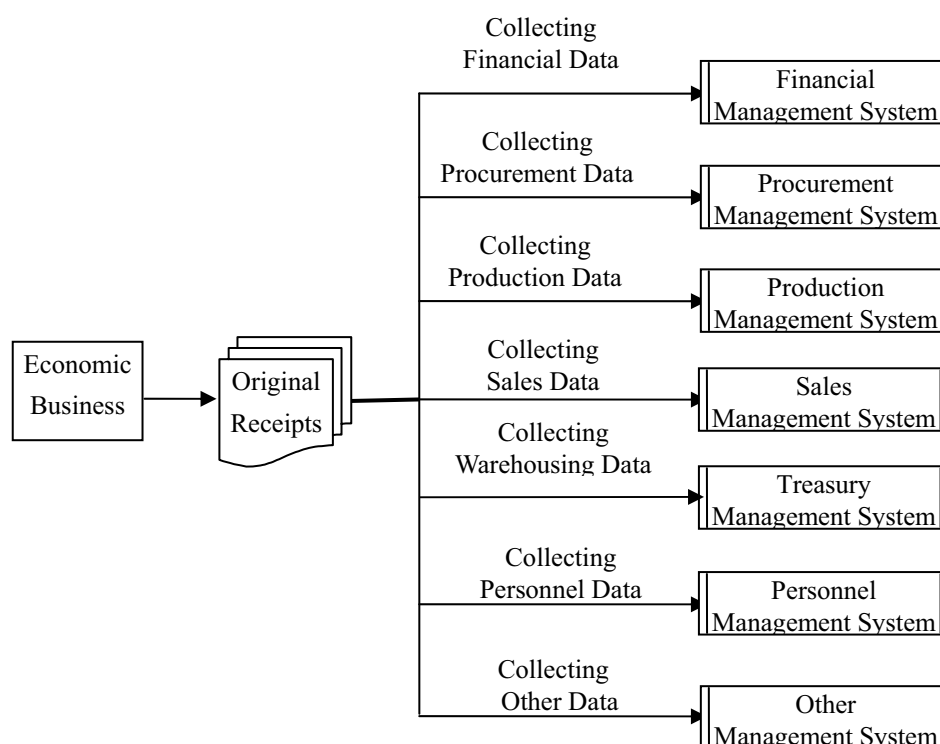 Economic
Business
Original
Receipts
Collecting
Financial Data
Financial
Management System
Collecting
Procurement Data
Procurement
Management System
Collecting
Production Data
Production
Management System
Collecting
Sales Data
Sales
Management System
Collecting
Warehousing Data
Treasury
Management System
Collecting
Personnel Data
Personnel
Management System
Collecting
Other Data
Other
Management System